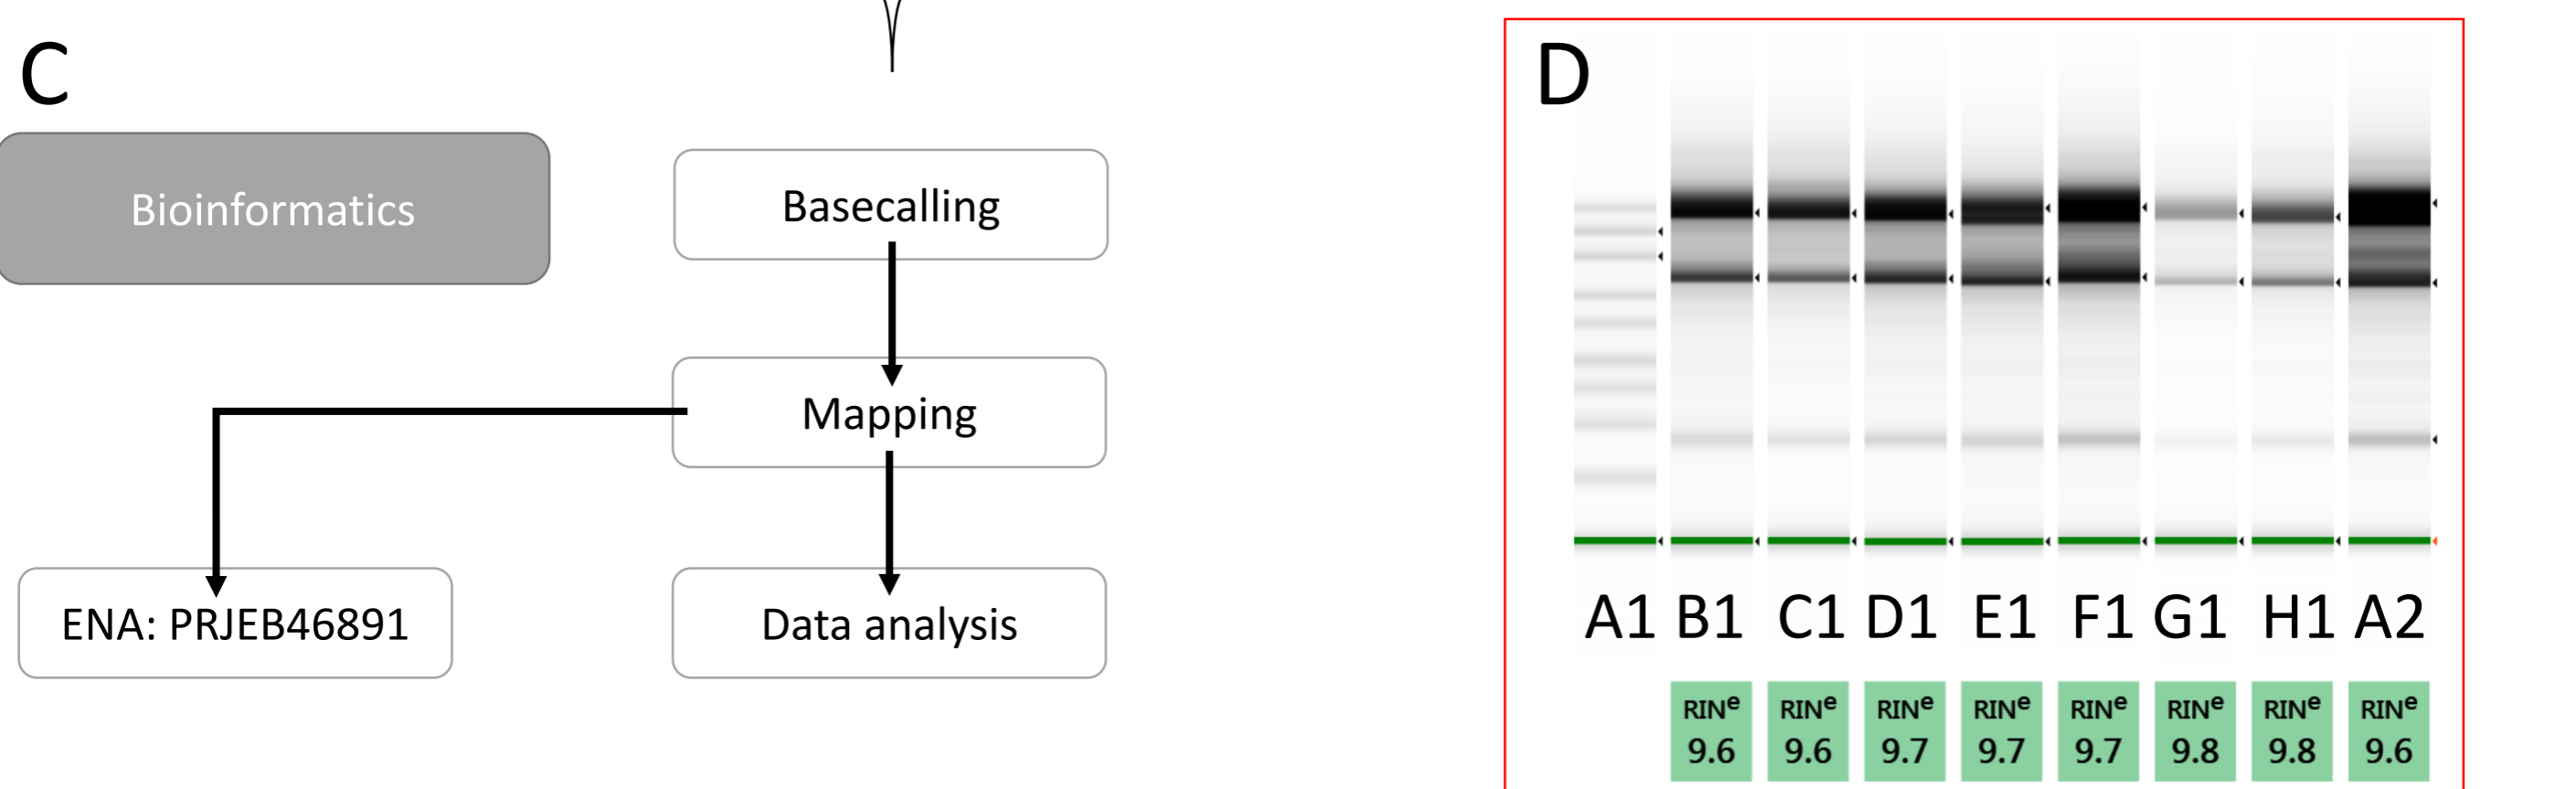 C
Bioinformatics
Basecalling
Mapping
ENA: PRJEB46891
Data analysis
D
A1 B1 C1 D1 E1 F1 G1 H1 A2
RINe RINe RINe RINe RINe RINe RINe RINe
9.6 9.6 9.7 9.7 9.7 9.8 9.8 9.6